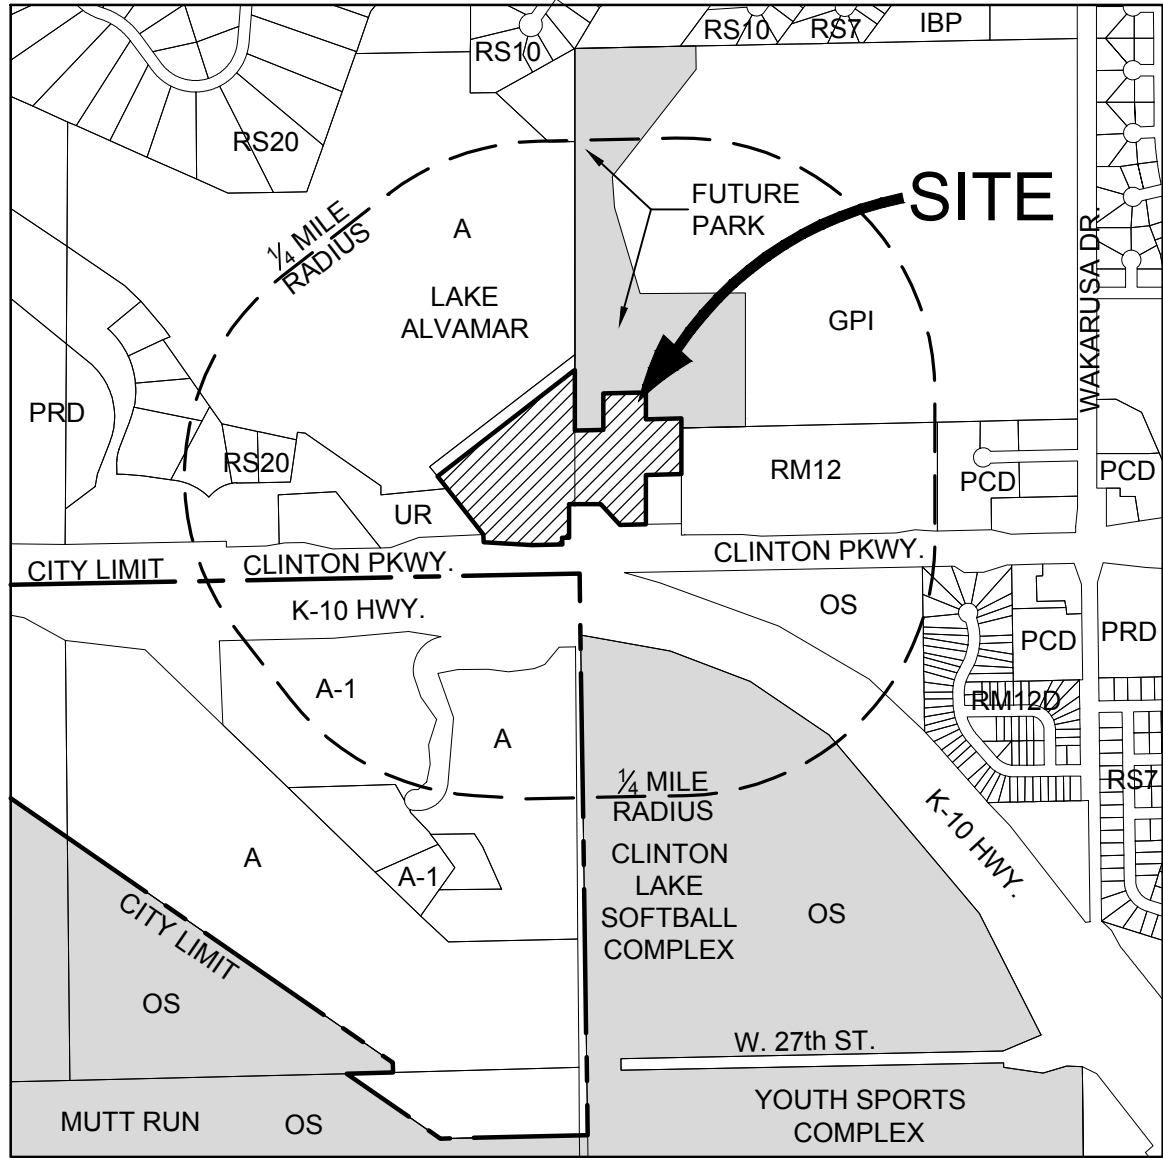 RS10
RS7
IBP
RS10
RS20
FUTURE
PARK
SITE
1/4 MILE
RADIUS
A
LAKE
ALVAMAR
GPI
WAKARUSA DR.
PRD
RS20
RM12
PCD
PCD
UR
CITY LIMIT
CLINTON PKWY.
CLINTON PKWY.
K-10 HWY.
OS
PCD
PRD
A-1
RM12D
A
1/4 MILE
RADIUS
RS7
K-10 HWY.
A
A-1
CLINTON
LAKE
SOFTBALL
COMPLEX
OS
CITY LIMIT
OS
W. 27th ST.
MUTT RUN
OS
YOUTH SPORTS
COMPLEX